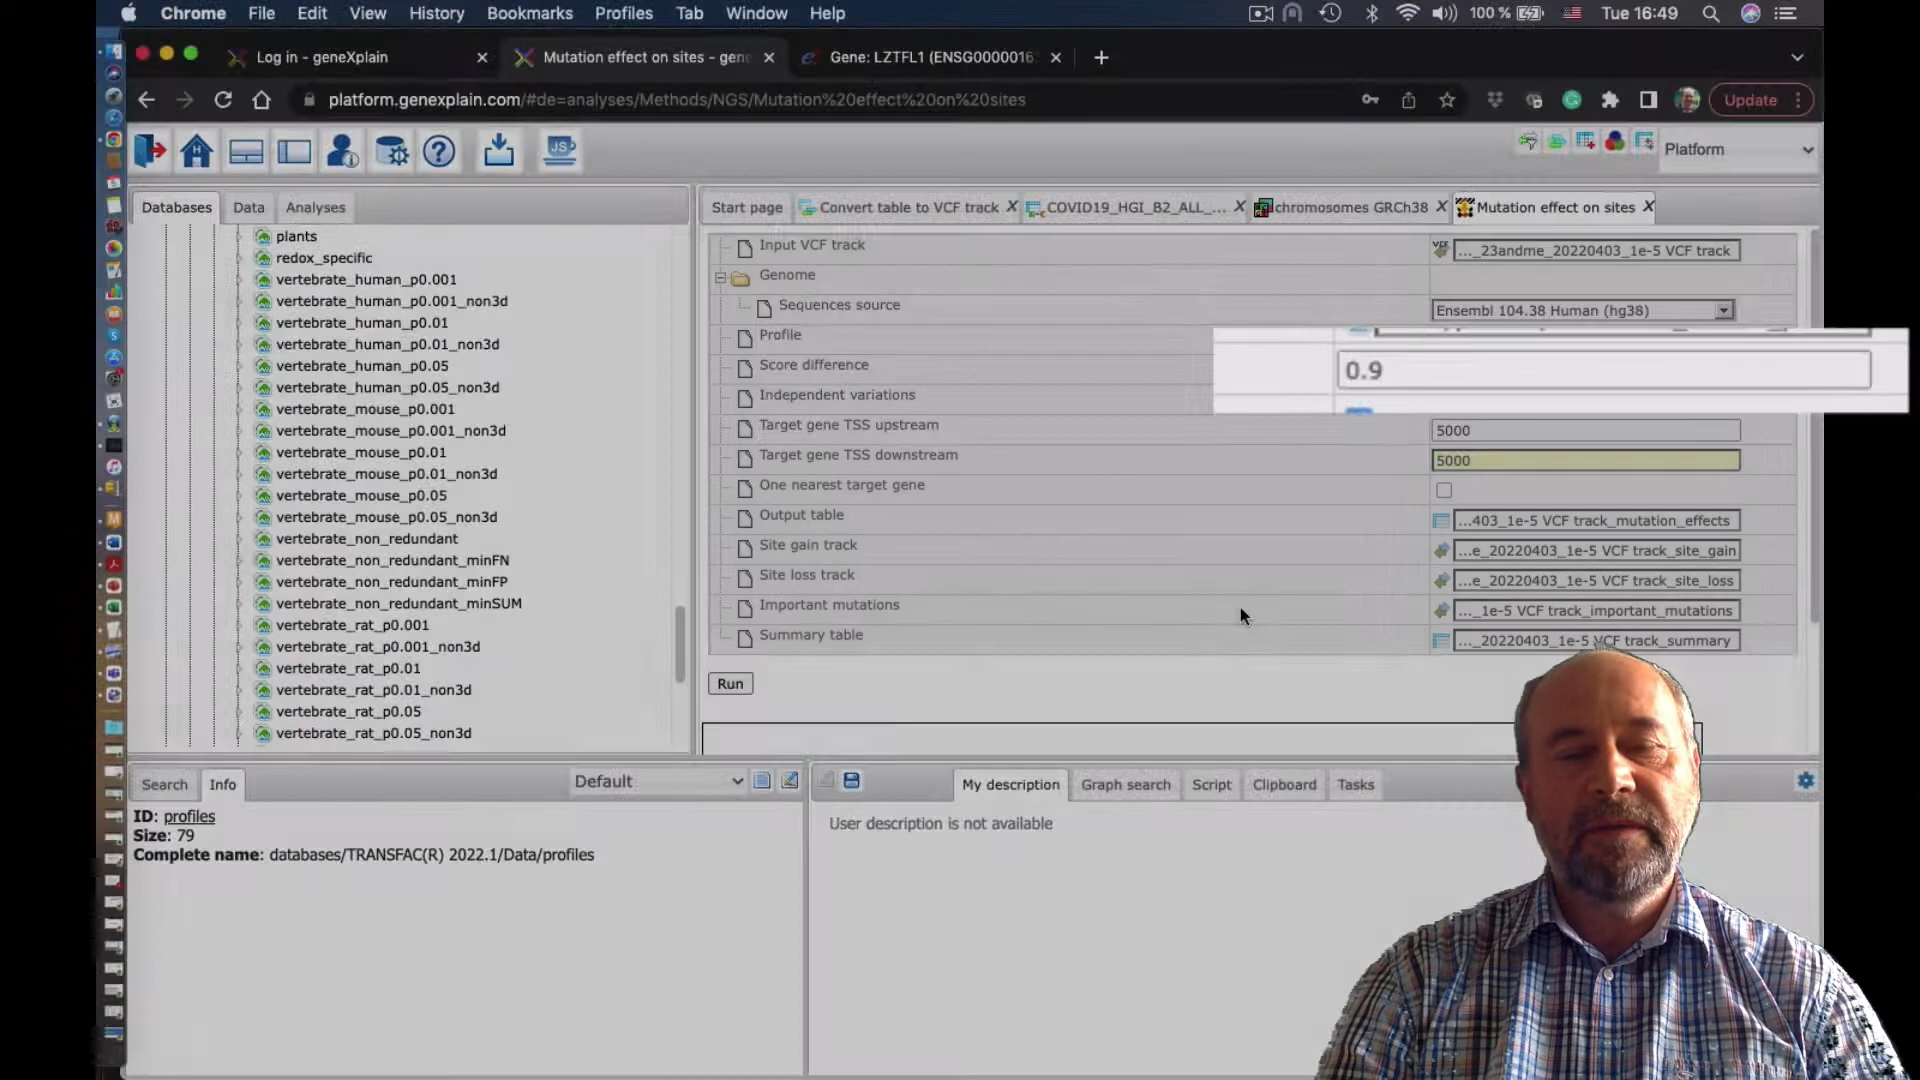 Chrome File Edit View History Bookmarks Profiles Tab Window Help 100 % Tue 16:49
Log in - geneXplain
Mutation effect on sites - gene
Gene: LZTFL1 (ENSG0000016
platform.genexplain.com/#de=analyses/Methods/NGS/Mutation%20effect%20on%20sites
Update
JS
Platform
Databases Data Analyses
Start page
Convert table to VCF track
COVID19_HGI_B2_ALL_...
chromosomes GRCh38
Mutation effect on sites
plants
redox_specific
vertebrate_human_p0.001
vertebrate_human_p0.001_non3d
vertebrate_human_p0.01
vertebrate_human_p0.01_non3d
vertebrate_human_p0.05
vertebrate_human_p0.05_non3d
vertebrate_mouse_p0.001
vertebrate_mouse_p0.001_non3d
vertebrate_mouse_p0.01
vertebrate_mouse_p0.01_non3d
vertebrate_mouse_p0.05
vertebrate_mouse_p0.05_non3d
vertebrate_non_redundant
vertebrate_non_redundant_minFN
vertebrate_non_redundant_minFP
vertebrate_non_redundant_minSUM
vertebrate_rat_p0.001
vertebrate_rat_p0.001_non3d
vertebrate_rat_p0.01
vertebrate_rat_p0.01_non3d
vertebrate_rat_p0.05
vertebrate_rat_p0.05_non3d
Input VCF track VCF ..._23andme_20220403_1e-5 VCF track
Genome
Sequences source Ensembl 104.38 Human (hg38)
Profile
Score difference 0.9
Independent variations
Target gene TSS upstream 5000
Target gene TSS downstream 5000
One nearest target gene
Output table ...403_1e-5 VCF track_mutation_effects
Site gain track ...e_20220403_1e-5 VCF track_site_gain
Site loss track ...e_20220403_1e-5 VCF track_site_loss
Important mutations ..._1e-5 VCF track_important_mutations
Summary table ..._20220403_1e-5 VCF track_summary
Run
Search Info Default
ID: profiles
Size: 79
Complete name: databases/TRANSFAC(R) 2022.1/Data/profiles
My description Graph search Script Clipboard Tasks
User description is not available